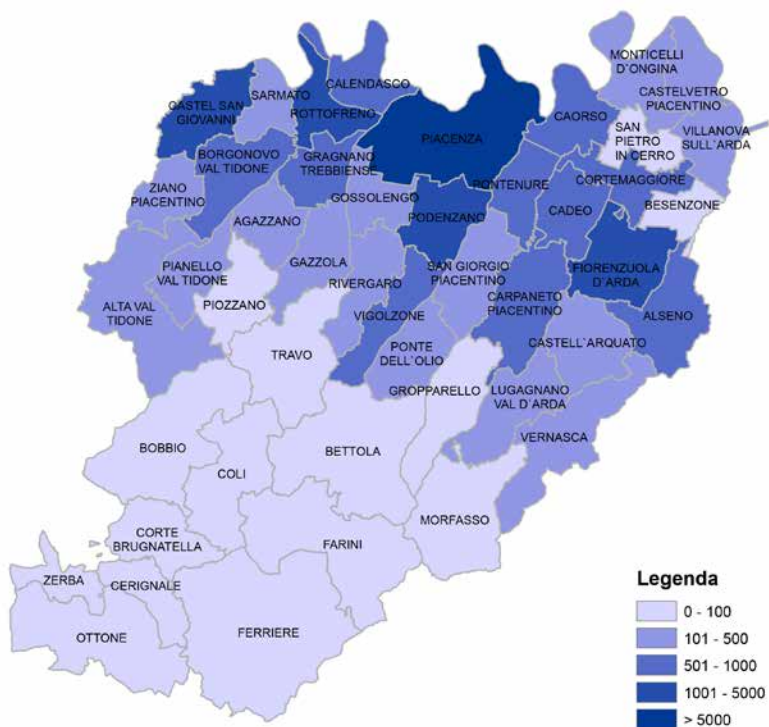 MONTICELLI
D'ONGINA
CALENDASCO
SARMATO
CASTELVETRO
PIACENTINO
CASTEL SAN
GIOVANNI
ROTTOFRENO
CAORSO
SAN
PIETRO
IN CERRO
VILLANOVA
SULL'ARDA
PIACENZA
BORGONOVO
VAL TIDONE
GRAGNANO
TREBBIENSE
CORTEMAGGIORE
ZIANO
PIACENTINO
GOSSOLENGO
PONTENURE
BESENZONE
PODENZANO
CADEO
AGAZZANO
PIANELLO
VAL TIDONE
GAZZOLA
SAN GIORGIO
PIACENTINO
FIORENZUOLA
D'ARDA
RIVERGARO
ALTA VAL
TIDONE
PIOZZANO
CARPANETO
PIACENTINO
VIGOLZONE
ALSENO
CASTELL`ARQUATO
TRAVO
PONTE
DELL`OLIO
GROPPARELLO
LUGAGNANO
VAL D`ARDA
VERNASCA
BOBBIO
BETTOLA
COLI
MORFASSO
CORTE
BRUGNATELLA
FARINI
ZERBA
CERIGNALE
OTTONE
FERRIERE
Legenda
0 - 100
101 - 500
501 - 1000
1001 - 5000
> 5000